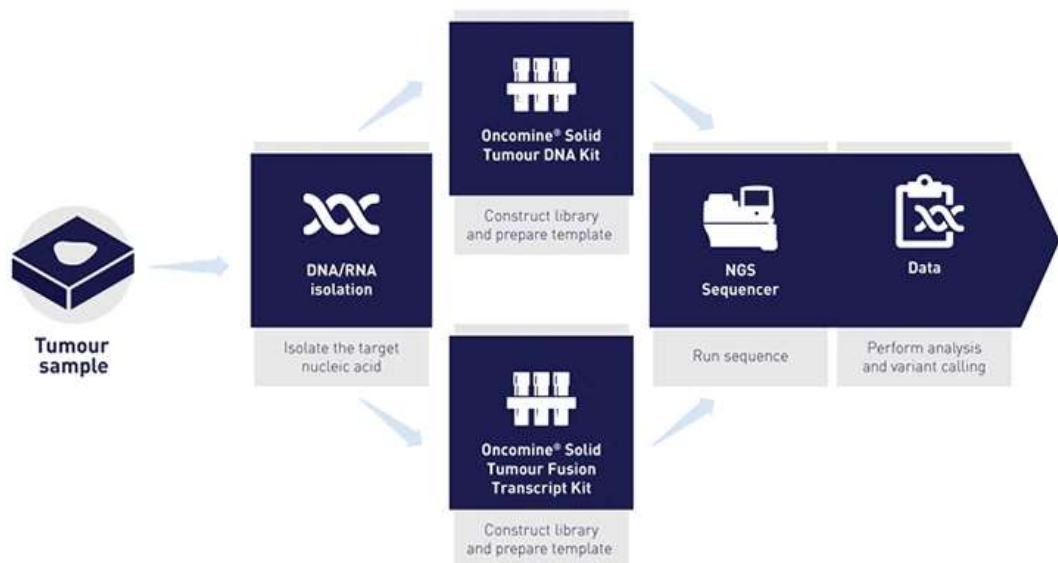 Tumour
sample
DNA/RNA
isolation
Isolate the target
nucleic acid
Oncomine® Solid
Tumour DNA Kit
Construct library
and prepare template
Oncomine® Solid
Tumour Fusion
Transcript Kit
Construct library
and prepare template
NGS
Sequencer
Run sequence
Data
Perform analysis
and variant calling